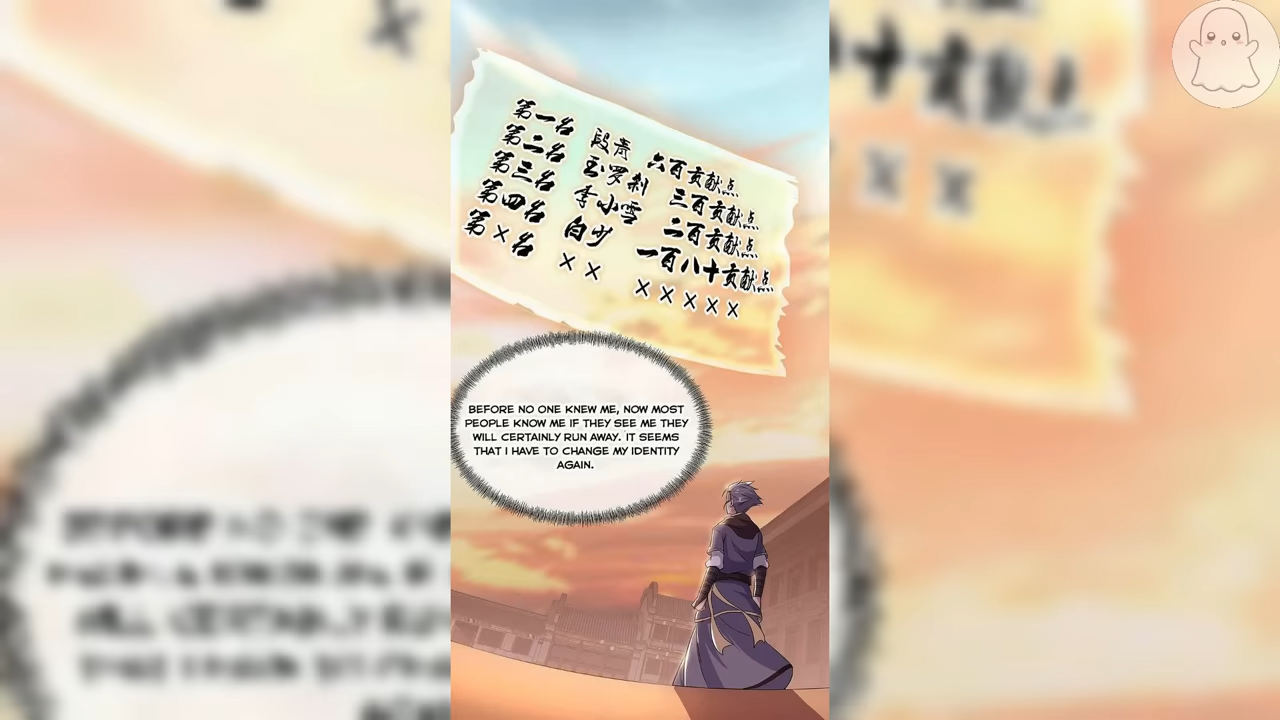 第一名 段青 六百贡献点
第二名 玉罗刹 三百贡献点
第三名 李小雪 二百贡献点
第四名 白少 一百八十贡献点
第×名 ×× ×××××
BEFORE NO ONE KNEW ME, NOW MOST
PEOPLE KNOW ME IF THEY SEE ME THEY
WILL CERTAINLY RUN AWAY. IT SEEMS
THAT I HAVE TO CHANGE MY IDENTITY
AGAIN.